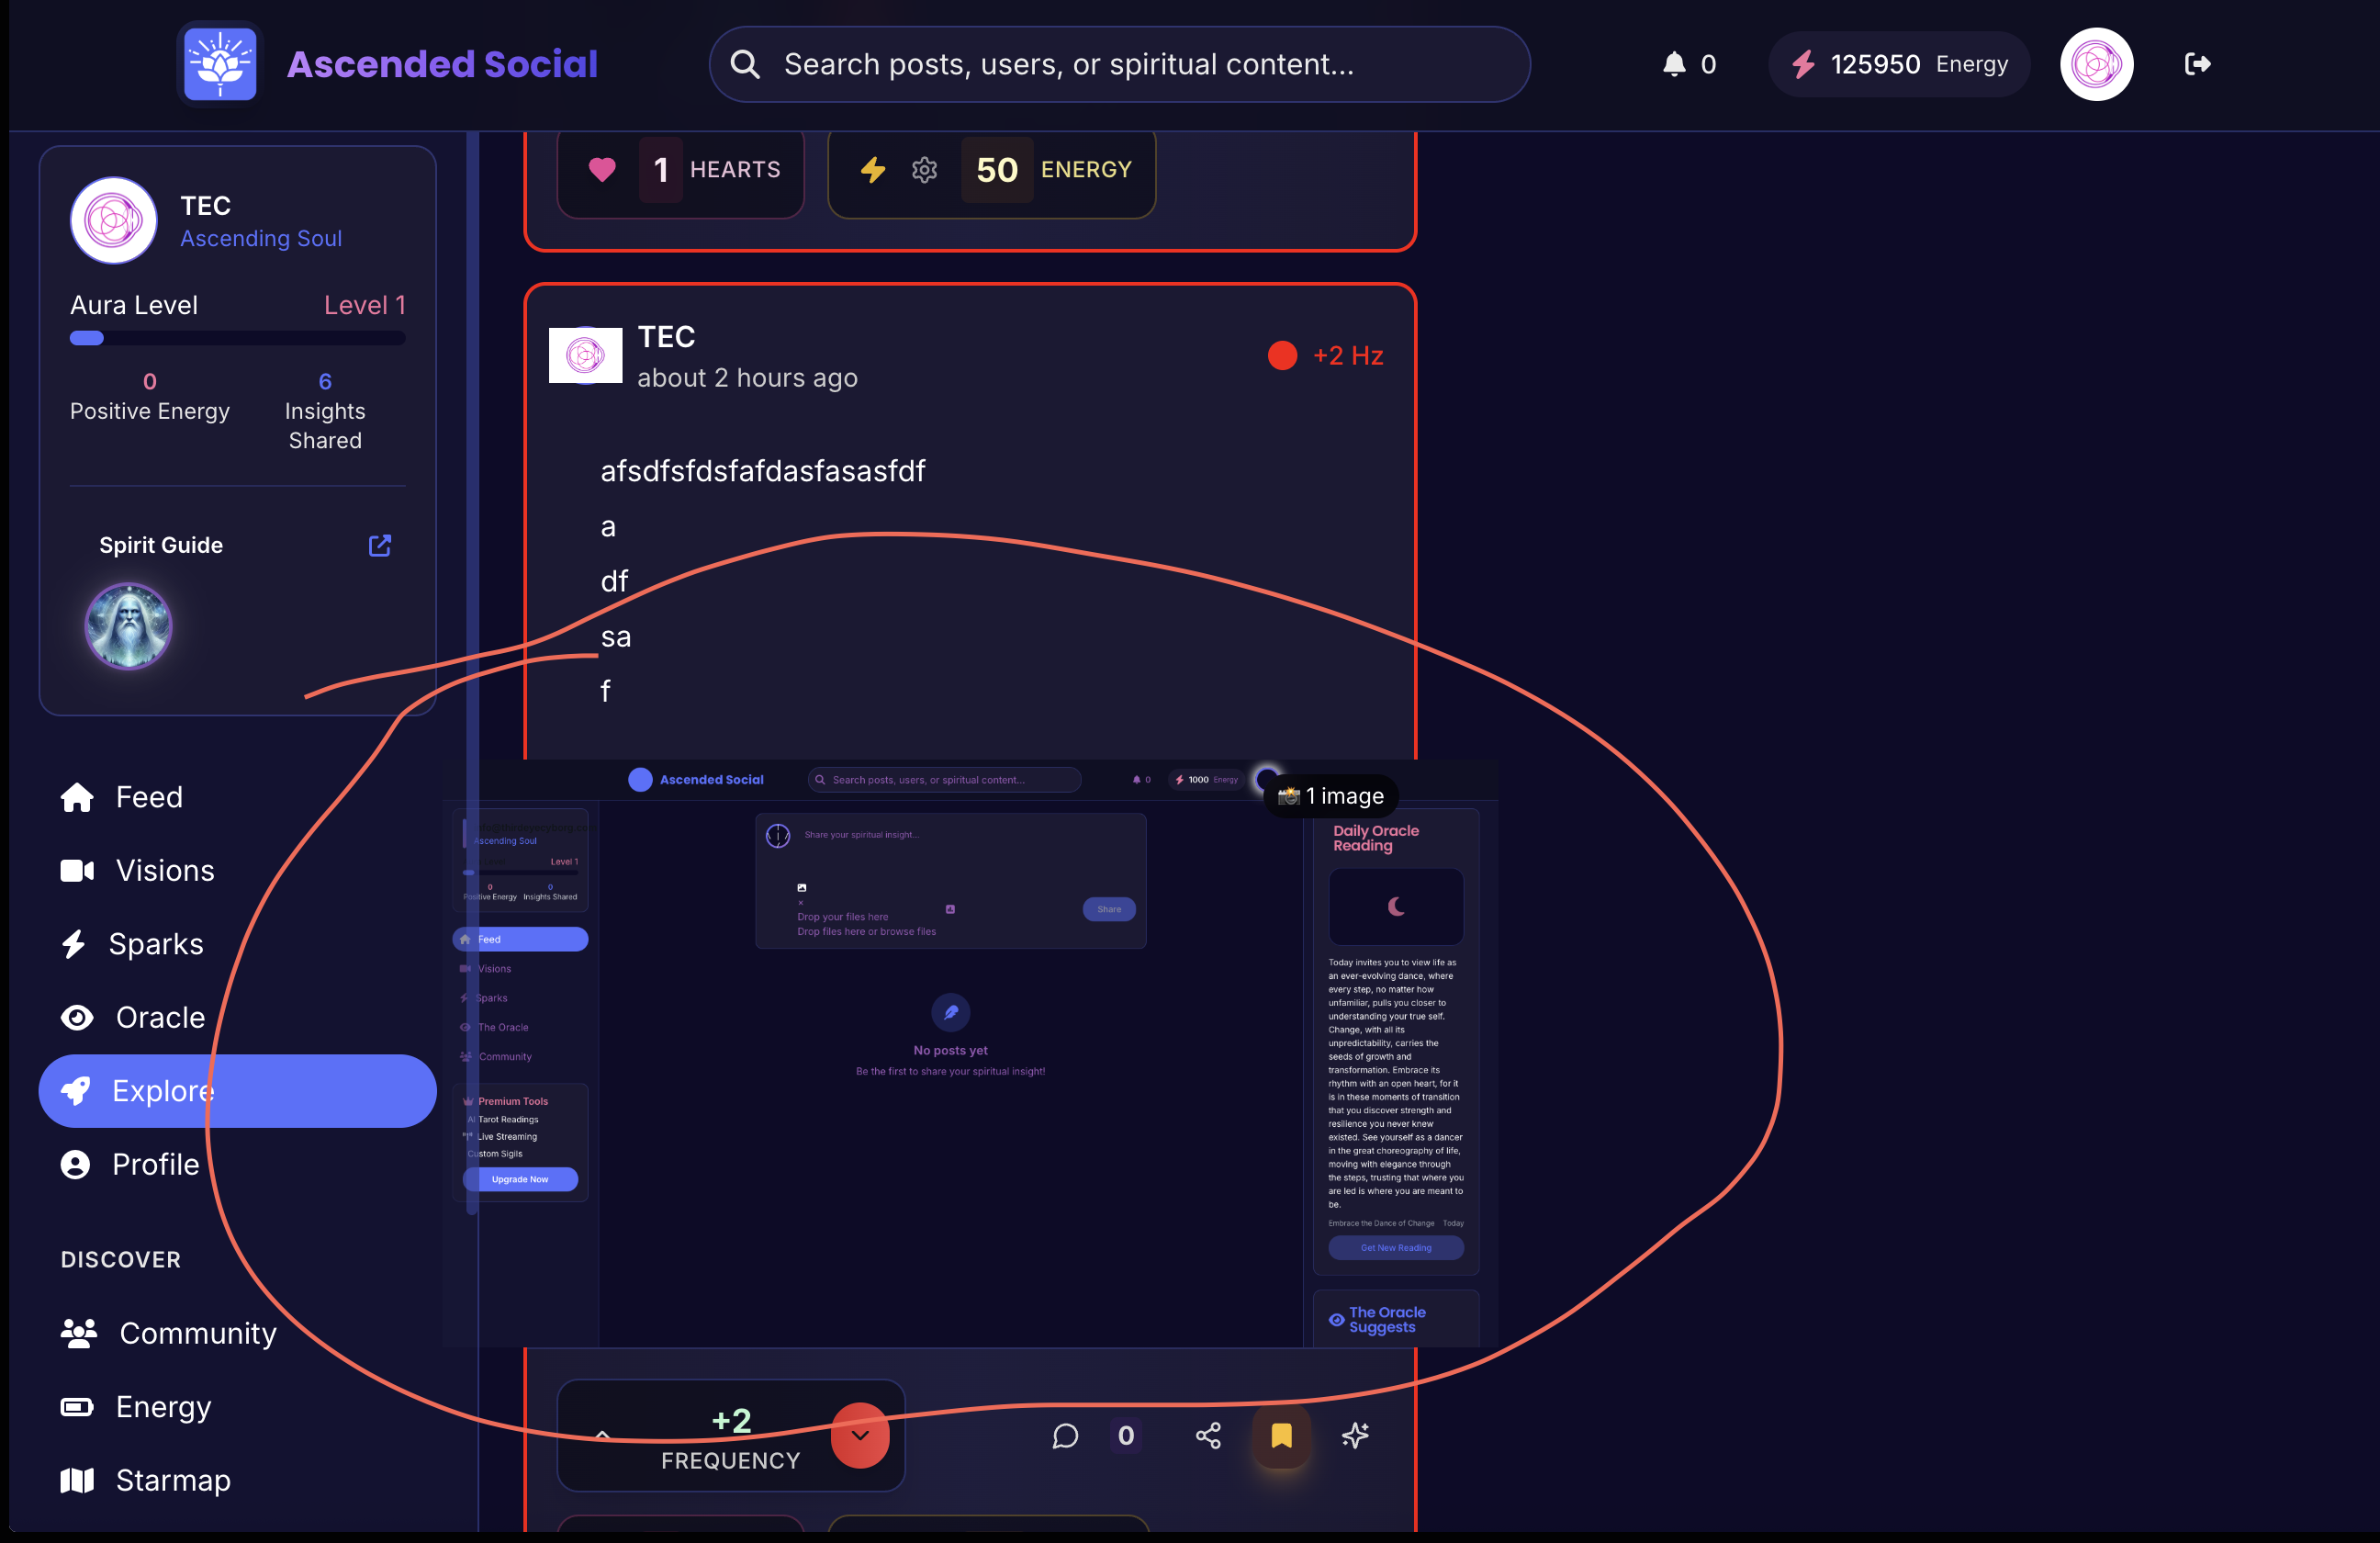 Ascended Social
Search posts, users, or spiritual content...
0
125950 Energy
TEC
Ascending Soul
Aura Level Level 1
0 6
Positive Energy Insights
Shared
Spirit Guide
Feed
Visions
Sparks
Oracle
Explore
Profile
DISCOVER
Community
Energy
Starmap
1 HEARTS
50 ENERGY
TEC
about 2 hours ago
+2 Hz
afsdfsfdsfafdasfasasfdf
a
df
sa
f
Ascended Social
Search posts, users, or spiritual content...
0
1000 Energy
1 image
Ascending Soul
Level 1
0 0
Positive Energy Insights Shared
Feed
Visions
Sparks
The Oracle
Community
Premium Tools
AI Tarot Readings
Live Streaming
Custom Sigils
Upgrade Now
Share your spiritual insight...
×
Drop your files here
Drop files here or browse files
Share
No posts yet
Be the first to share your spiritual insight!
Daily Oracle
Reading
Today invites you to view life as
an ever-evolving dance, where
every step, no matter how
unfamiliar, pulls you closer to
understanding your true self.
Change, with all its
unpredictability, carries the
seeds of growth and
transformation. Embrace its
rhythm with an open heart, for it
is in these moments of transition
that you discover strength and
resilience you never knew
existed. See yourself as a dancer
in the great choreography of life,
moving with elegance through
the steps, trusting that where you
are led is where you are meant to
be.
Embrace the Dance of Change Today
Get New Reading
The Oracle
Suggests
+2
FREQUENCY
0